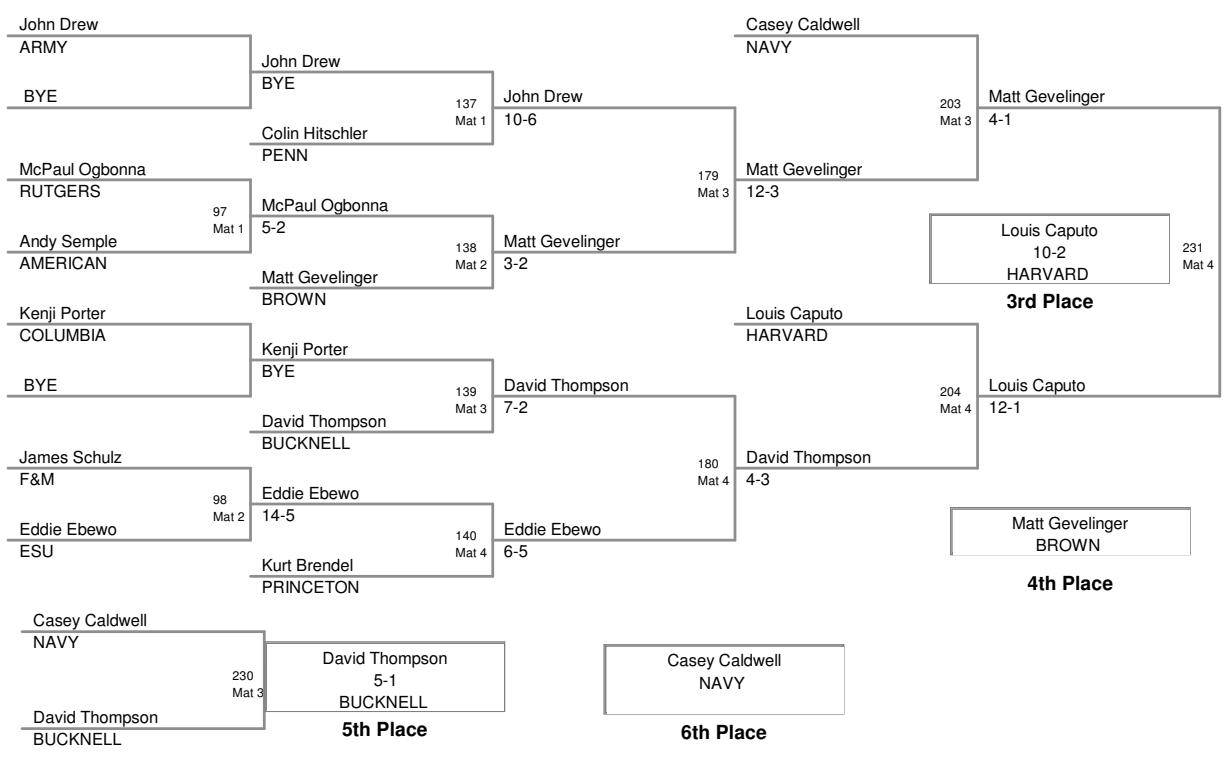 John Drew
ARMY
BYE
McPaul Ogbonna
RUTGERS
97
Mat 1
Andy Semple
AMERICAN
Kenji Porter
COLUMBIA
BYE
James Schulz
F&M
98
Mat 2
Eddie Ebewo
ESU
John Drew
BYE
137
Mat 1
Colin Hitschler
PENN
McPaul Ogbonna
5-2
138
Mat 2
Matt Gevelinger
BROWN
Kenji Porter
BYE
139
Mat 3
David Thompson
BUCKNELL
Eddie Ebewo
14-5
140
Mat 4
Kurt Brendel
PRINCETON
John Drew
10-6
179
Mat 3
Matt Gevelinger
3-2
David Thompson
7-2
180
Mat 4
Eddie Ebewo
6-5
Casey Caldwell
NAVY
203
Mat 3
Matt Gevelinger
12-3
Louis Caputo
HARVARD
204
Mat 4
David Thompson
4-3
Matt Gevelinger
4-1
231
Mat 4
Louis Caputo
12-1
Louis Caputo
10-2
HARVARD
3rd Place
Matt Gevelinger
BROWN
4th Place
Casey Caldwell
NAVY
230
Mat 3
David Thompson
BUCKNELL
David Thompson
5-1
BUCKNELL
5th Place
Casey Caldwell
NAVY
6th Place